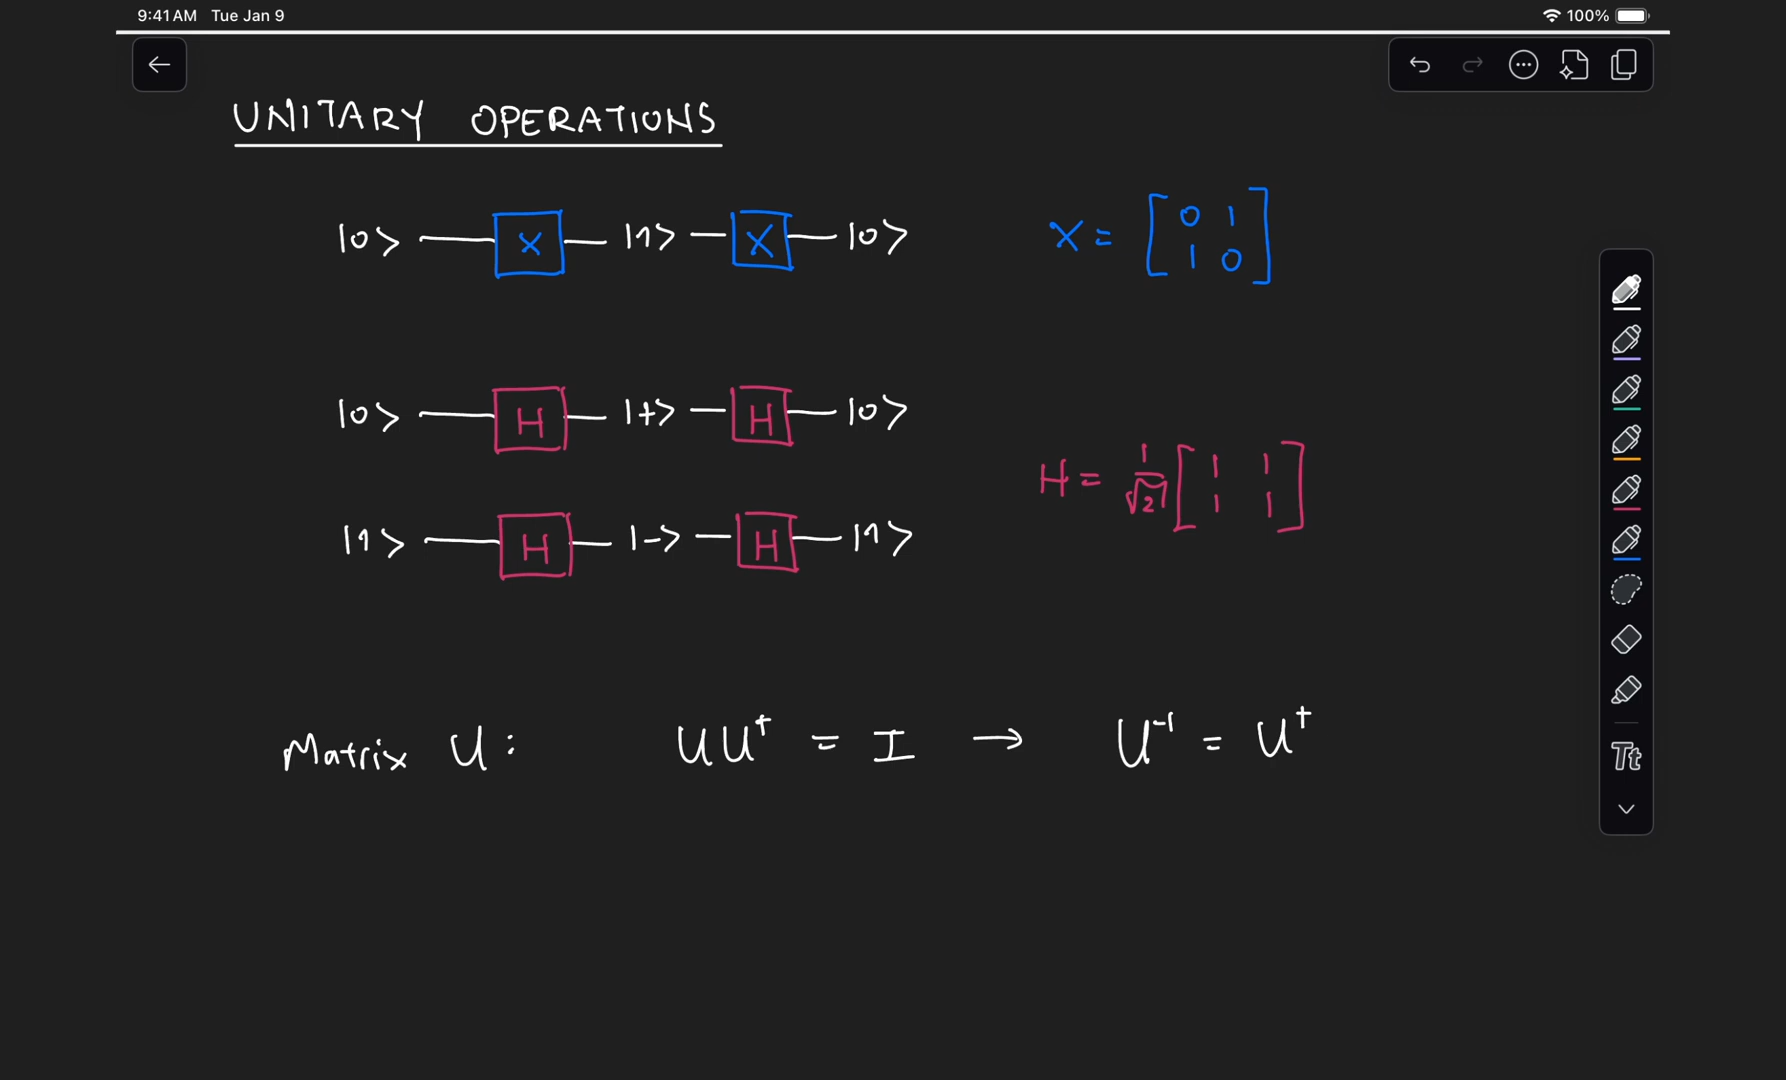 9:41 AM Tue Jan 9 100%
UNITARY OPERATIONS
|0> X |1> X |0> X = [0 1
1 0]
|0> H |+> H |0>
H = 1/√2 [1 1
1 1]
|1> H |-> H |1>
Matrix U: UU† = I → U⁻¹ = U†
Tt